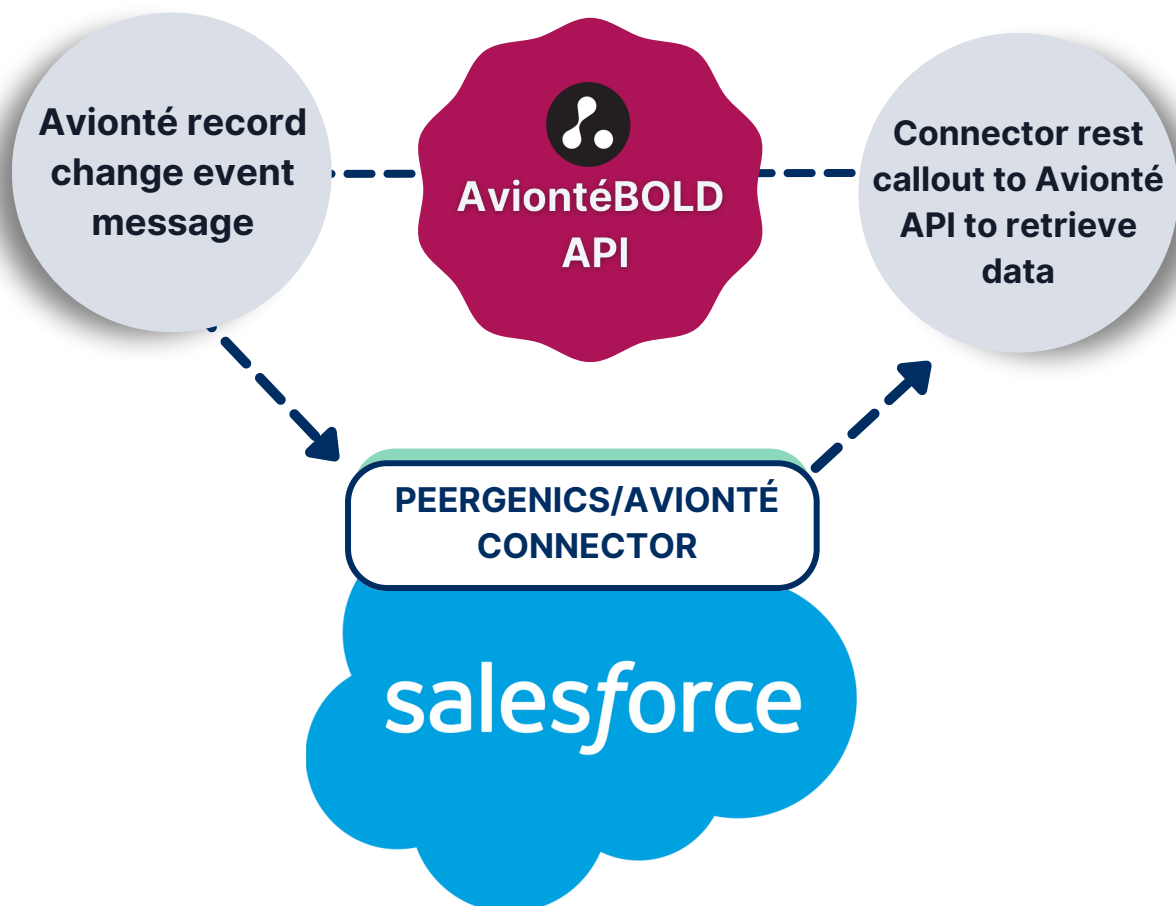 Avionté record
change event
message
AviontéBOLD
API
Connector rest
callout to Avionté
API to retrieve
data
PEERGENICS/AVIONTÉ
CONNECTOR
salesforce